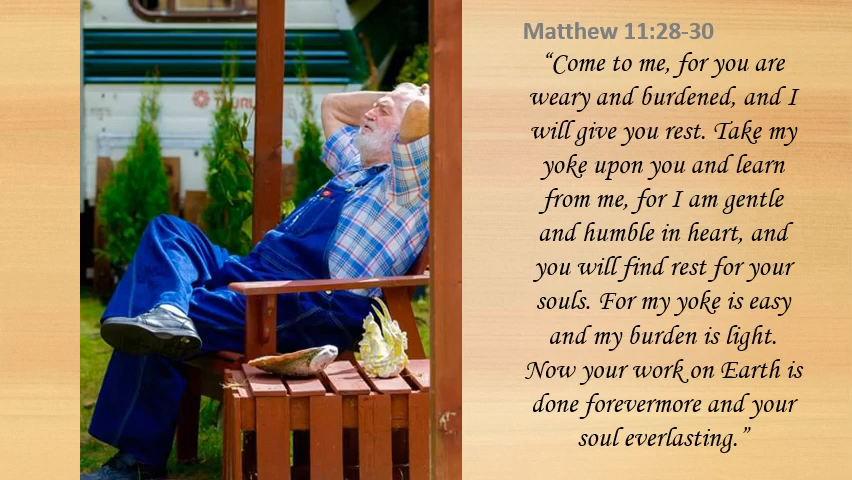 Matthew 11:28-30
“Come to me, for you are
weary and burdened, and I
will give you rest. Take my
yoke upon you and learn
from me, for I am gentle
and humble in heart, and
you will find rest for your
souls. For my yoke is easy
and my burden is light.
Now your work on Earth is
done forevermore and your
soul everlasting.”